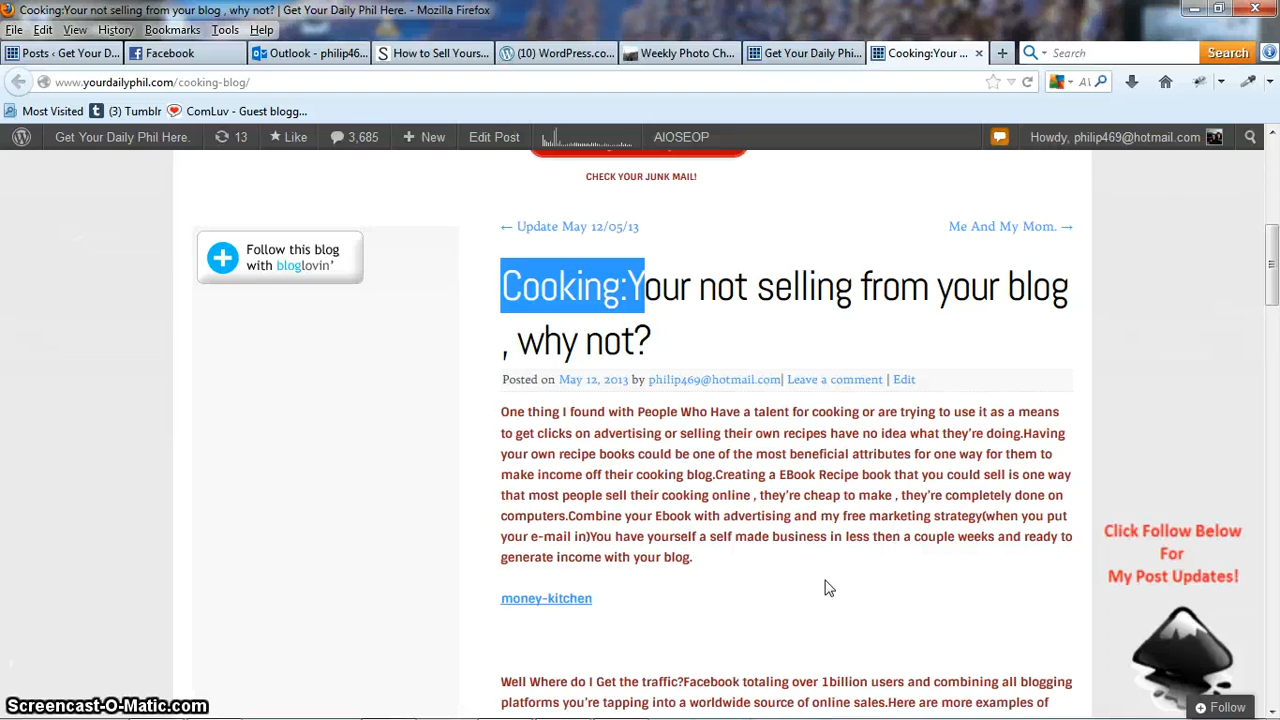 Cooking:Your not selling from your blog , why not? | Get Your Daily Phil Here. - Mozilla Firefox
File Edit View History Bookmarks Tools Help
Posts ‹ Get Your D... Facebook Outlook - philip46... How to Sell Yours... (10) WordPress.co... Weekly Photo Ch... Get Your Daily Phi... Cooking:Your ... Search Search
www.yourdailyphil.com/cooking-blog/
Most Visited (3) Tumblr ComLuv - Guest blogg...
Get Your Daily Phil Here. 13 Like 3,685 New Edit Post AIOSEOP Howdy, philip469@hotmail.com
CHECK YOUR JUNK MAIL!
← Update May 12/05/13 Me And My Mom. →
Follow this blog
with bloglovin'
Cooking:Your not selling from your blog
, why not?
Posted on May 12, 2013 by philip469@hotmail.com| Leave a comment | Edit
One thing I found with People Who Have a talent for cooking or are trying to use it as a means
to get clicks on advertising or selling their own recipes have no idea what they're doing.Having
your own recipe books could be one of the most beneficial attributes for one way for them to
make income off their cooking blog.Creating a EBook Recipe book that you could sell is one way
that most people sell their cooking online , they're cheap to make , they're completely done on
computers.Combine your Ebook with advertising and my free marketing strategy(when you put
your e-mail in)You have yourself a self made business in less then a couple weeks and ready to
generate income with your blog.
Click Follow Below
For
My Post Updates!
money-kitchen
Well Where do I Get the traffic?Facebook totaling over 1billion users and combining all blogging
platforms you're tapping into a worldwide source of online sales.Here are more examples of
Follow
Screencast-O-Matic.com